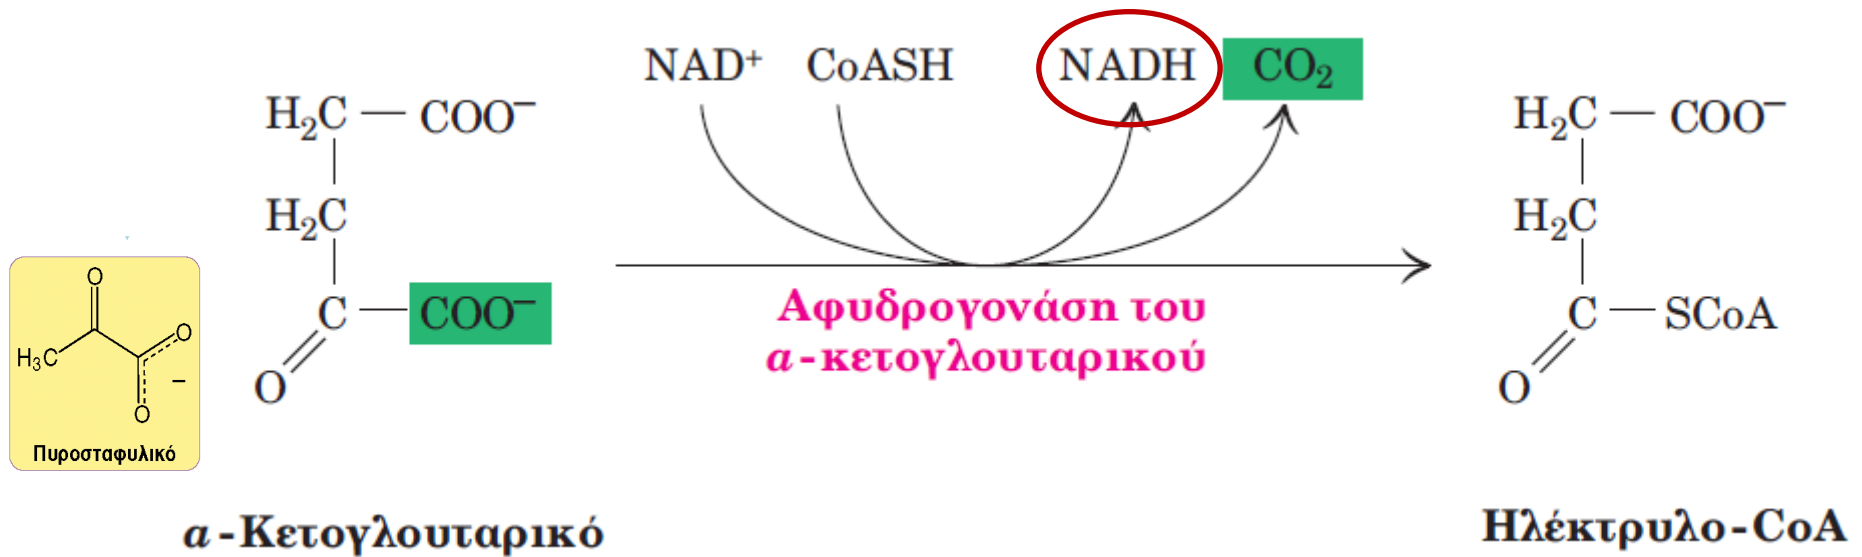 NAD⁺ CoASH NADH CO₂
H₂C — COO⁻
H₂C
C — COO⁻
O
Αφυδρογονάση του
α-κετογλουταρικού
H₂C — COO⁻
H₂C
C — SCoA
O
O
H₃C
O
−
O
Πυροσταφυλικό
α-Κετογλουταρικό
Ηλέκτρυλο-CoA